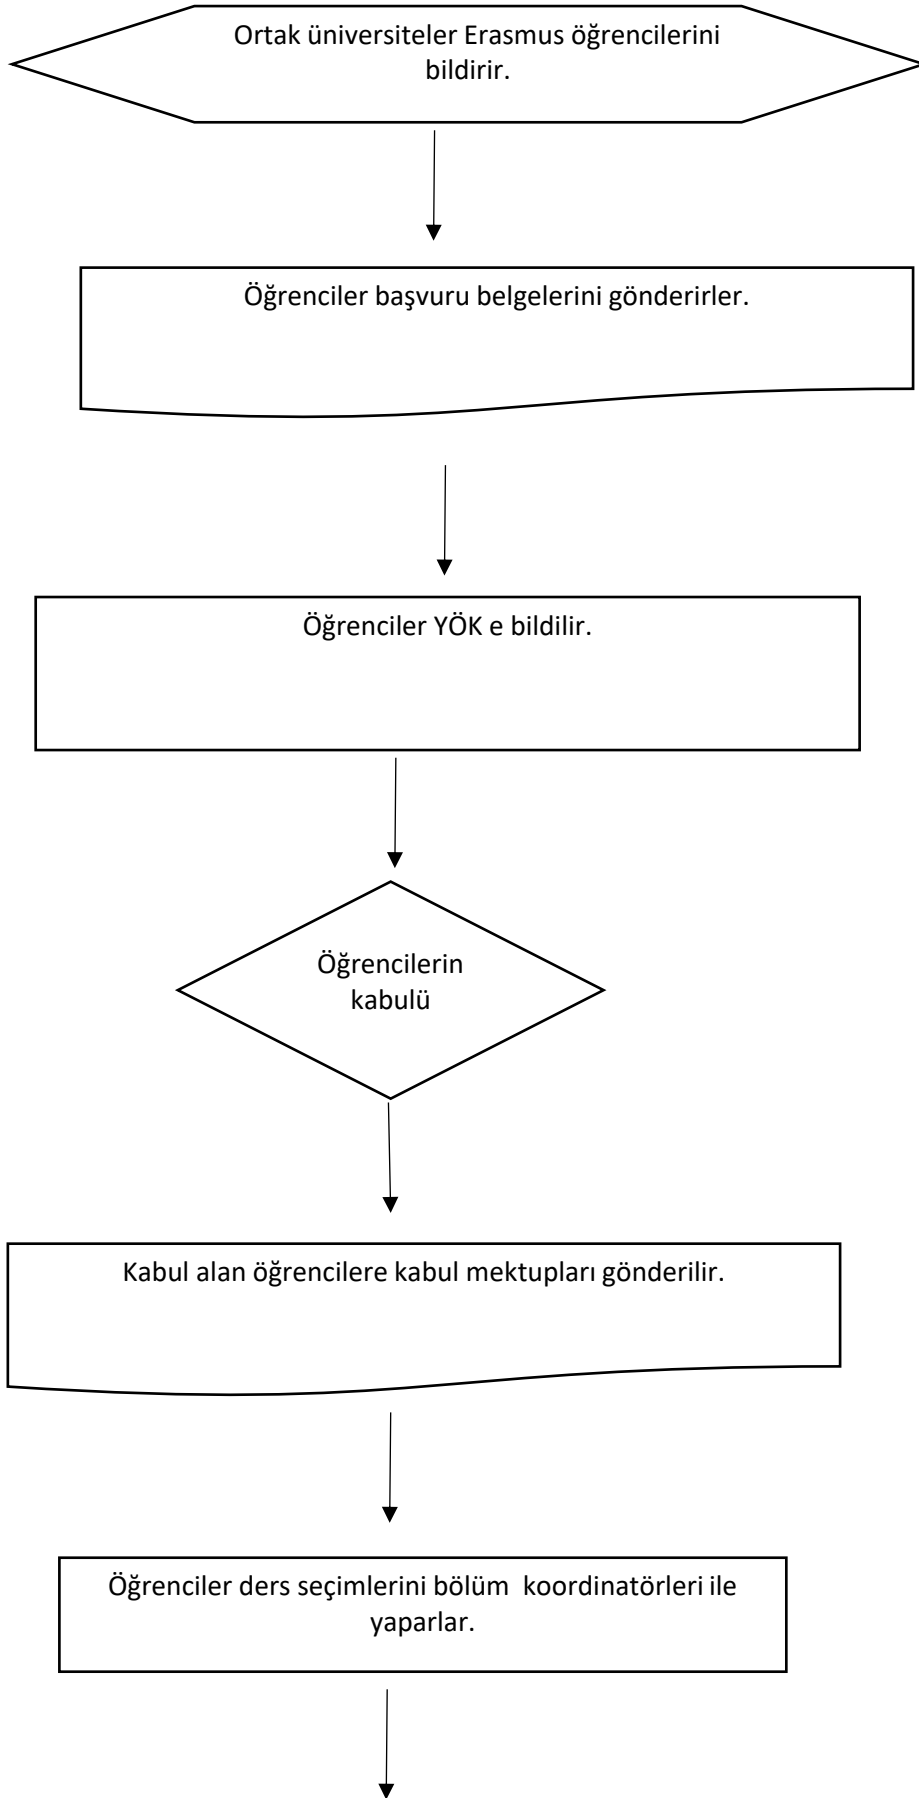 Ortak üniversiteler Erasmus öğrencilerini
bildirir.
Öğrenciler başvuru belgelerini gönderirler.
Öğrenciler YÖK e bildilir.
Öğrencilerin
kabulü
Kabul alan öğrencilere kabul mektupları gönderilir.
Öğrenciler ders seçimlerini bölüm  koordinatörleri ile
yaparlar.